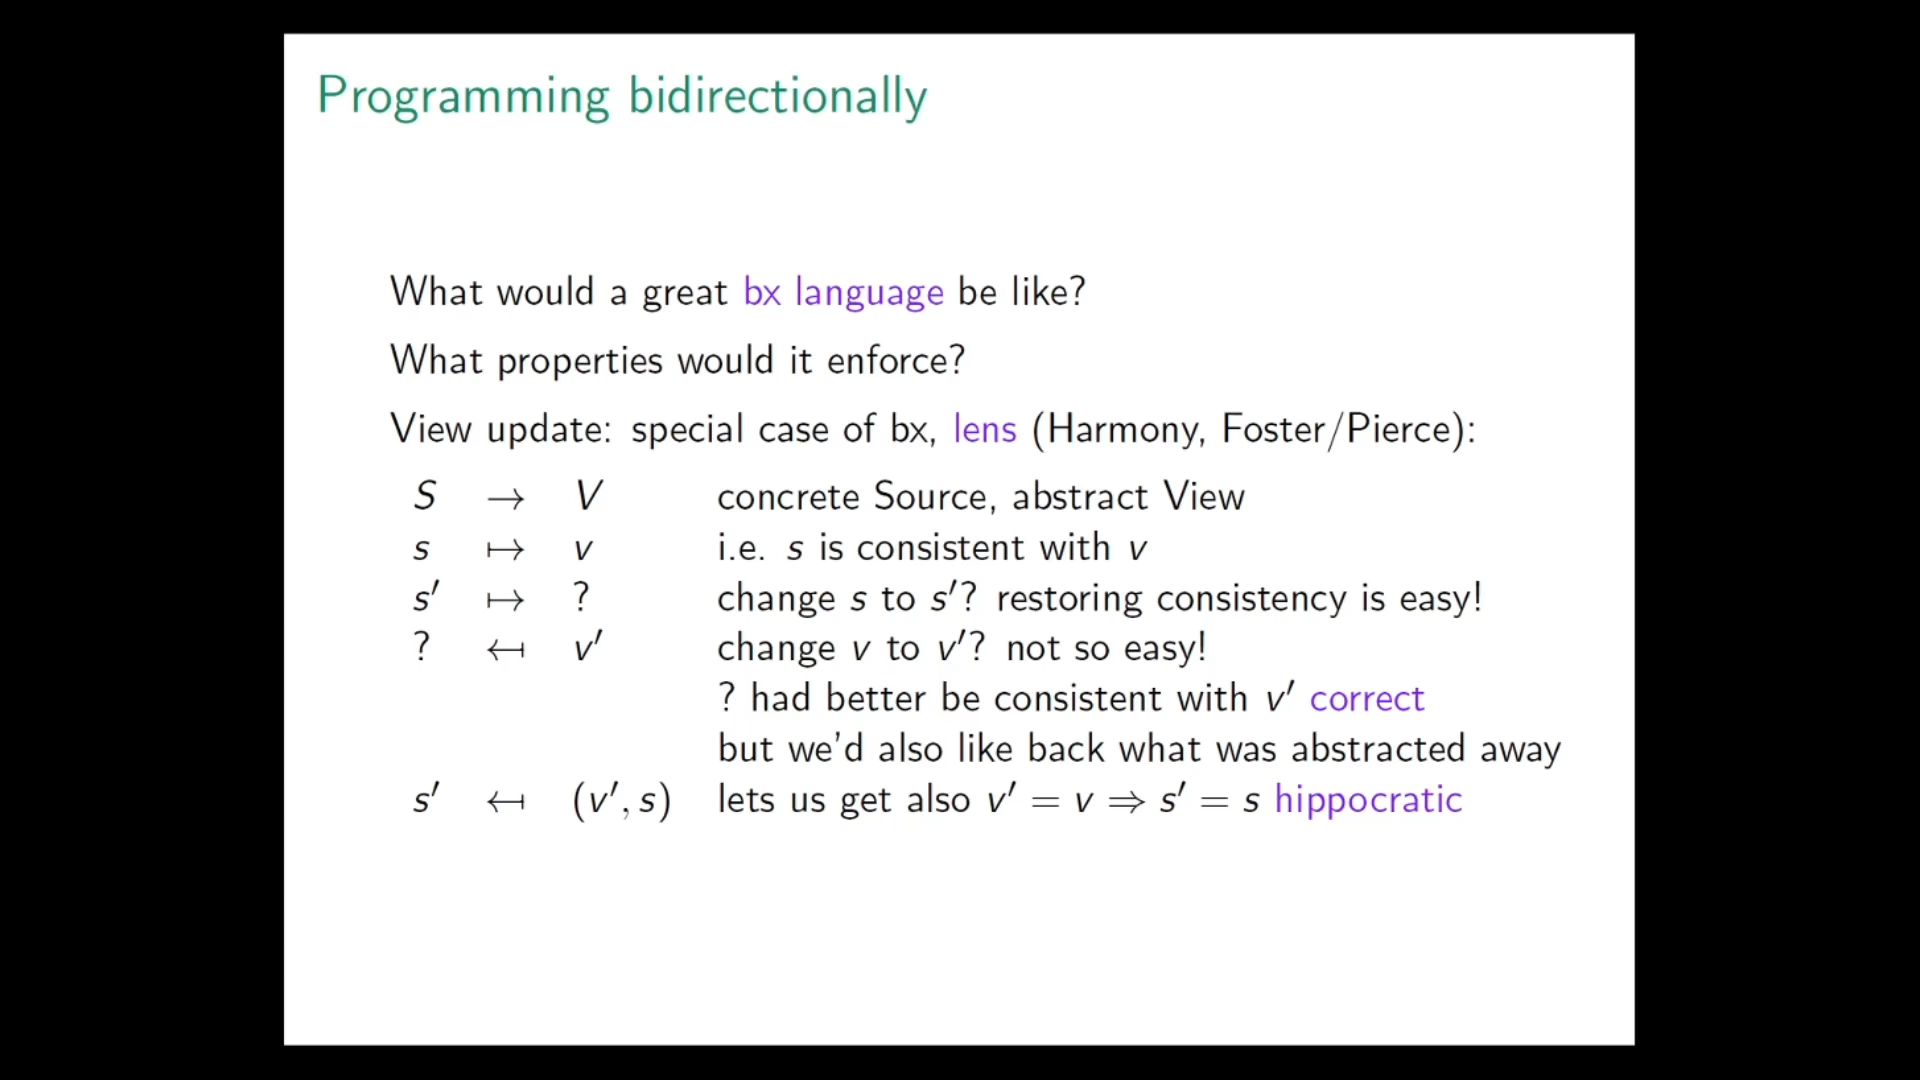 Programming bidirectionally
What would a great bx language be like?
What properties would it enforce?
View update: special case of bx, lens (Harmony, Foster/Pierce):
S → V concrete Source, abstract View
s ↦ v i.e. s is consistent with v
s′ ↦ ? change s to s′? restoring consistency is easy!
? ↤ v′ change v to v′? not so easy!
? had better be consistent with v′ correct
but we'd also like back what was abstracted away
s′ ↤ (v′, s) lets us get also v′ = v ⇒ s′ = s hippocratic